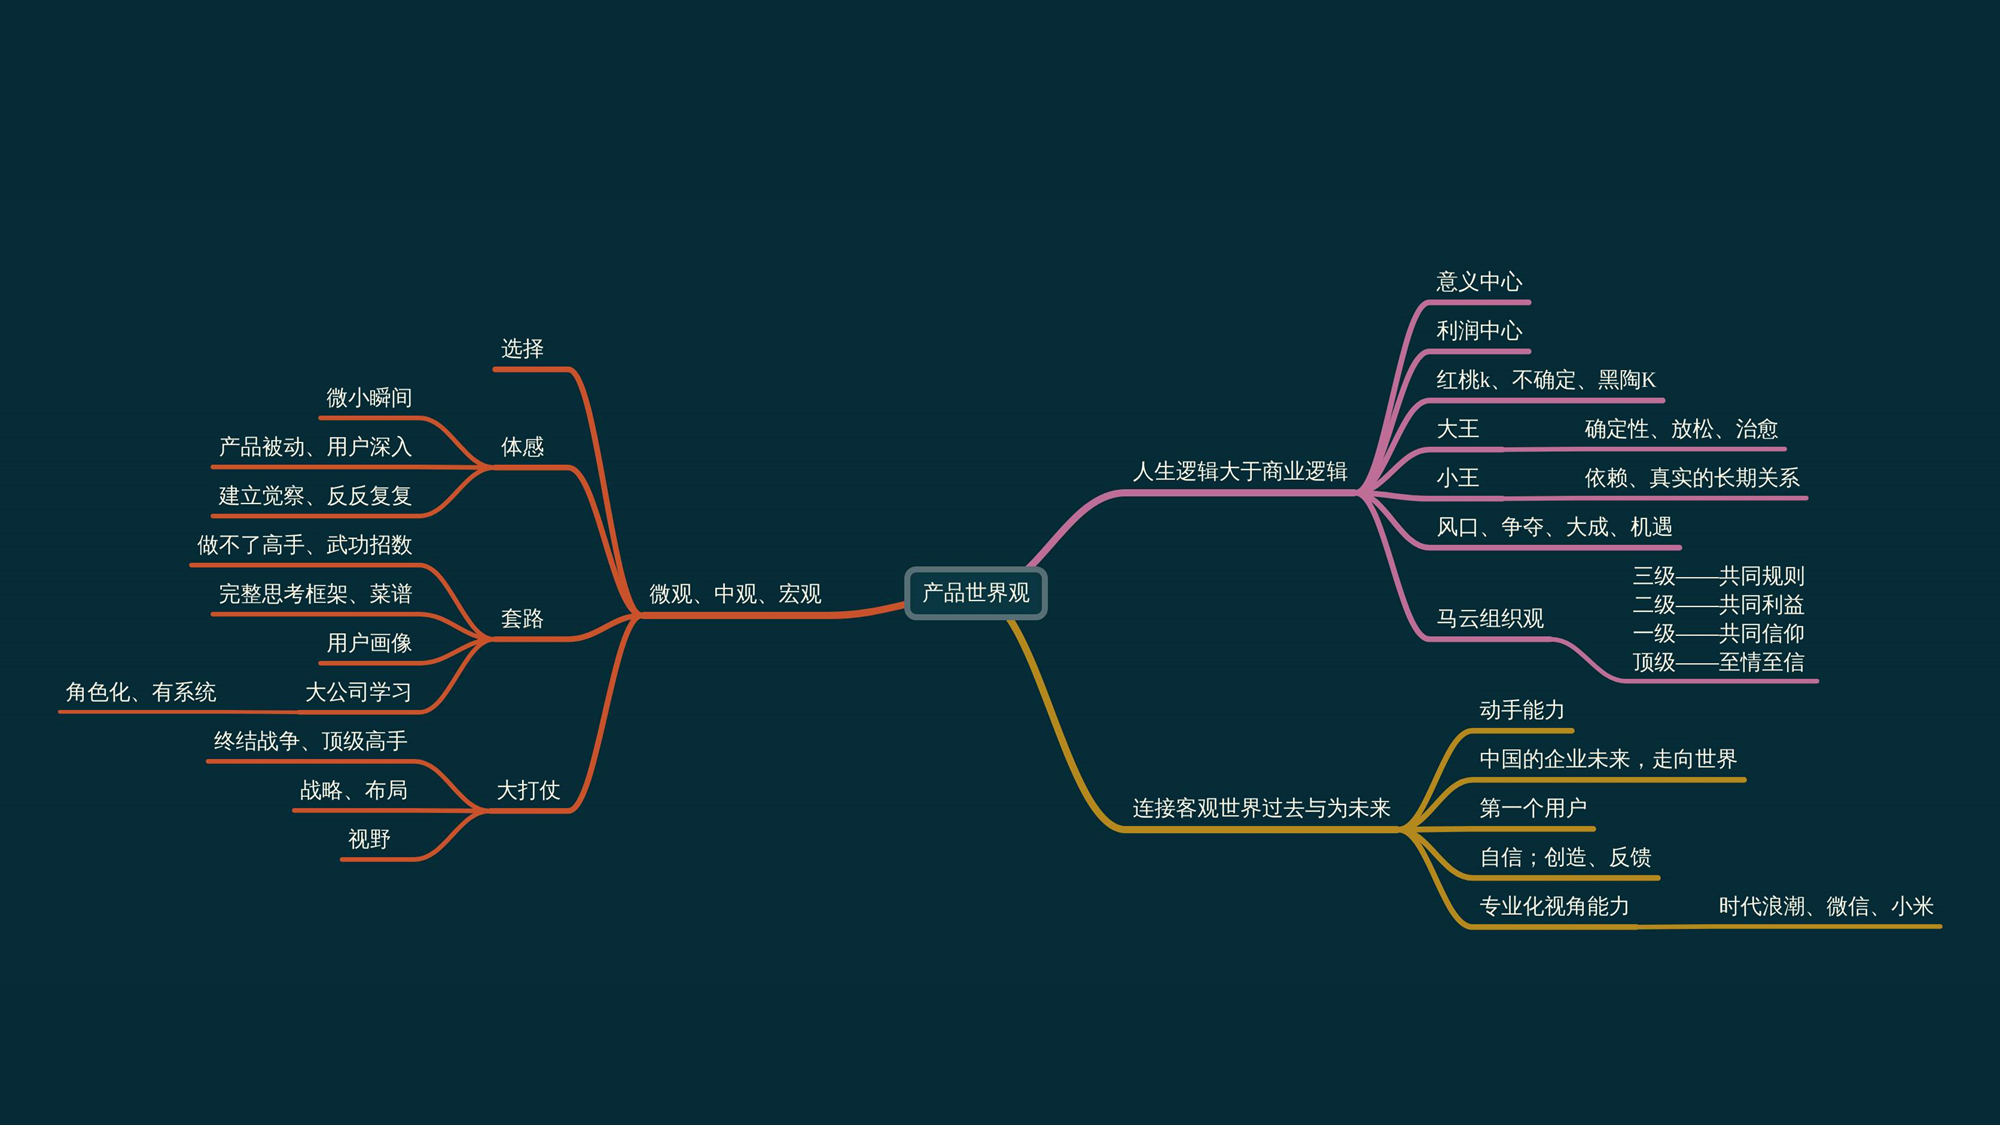 产品世界观
人生逻辑大于商业逻辑
意义中心
利润中心
红桃k、不确定、黑陶K
大王
确定性、放松、治愈
小王
依赖、真实的长期关系
风口、争夺、大成、机遇
马云组织观
三级——共同规则
二级——共同利益
一级——共同信仰
顶级——至情至信
连接客观世界过去与为未来
动手能力
中国的企业未来，走向世界
第一个用户
自信；创造、反馈
专业化视角能力
时代浪潮、微信、小米
微观、中观、宏观
选择
体感
微小瞬间
产品被动、用户深入
建立觉察、反反复复
套路
做不了高手、武功招数
完整思考框架、菜谱
用户画像
大公司学习
角色化、有系统
大打仗
终结战争、顶级高手
战略、布局
视野